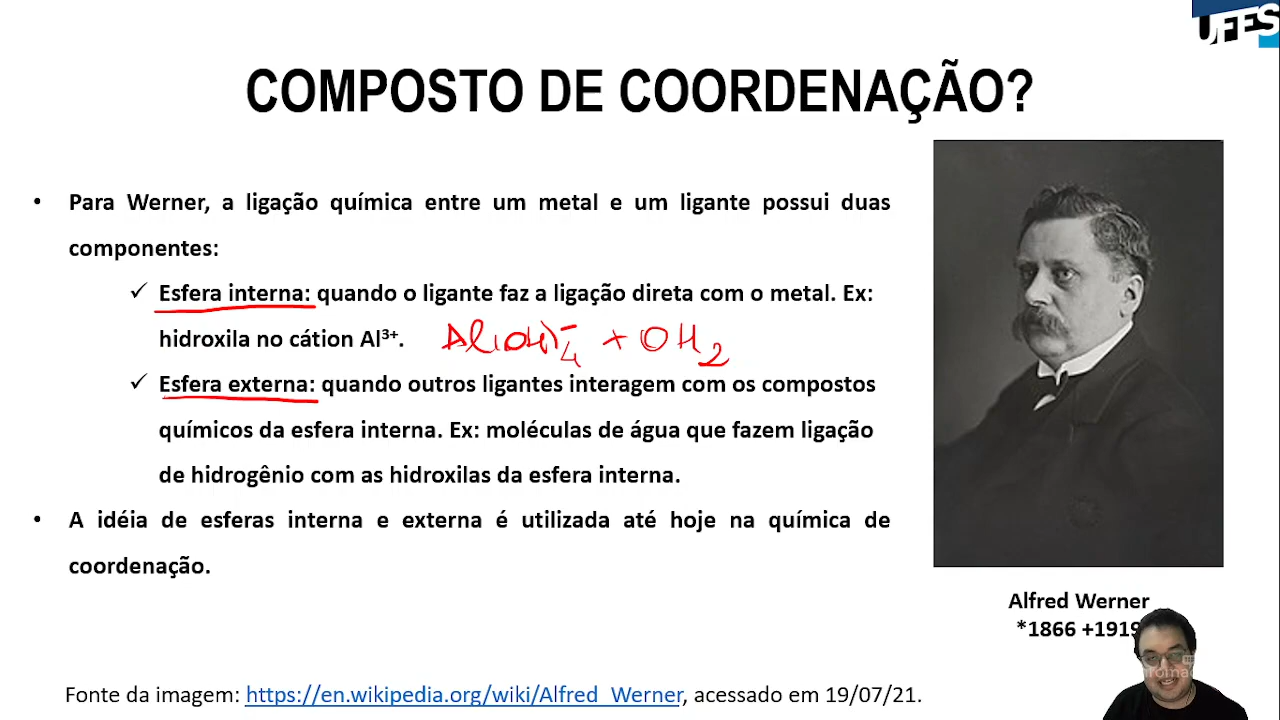 UFES
COMPOSTO DE COORDENAÇÃO?
• Para Werner, a ligação química entre um metal e um ligante possui duas
componentes:
✓ Esfera interna: quando o ligante faz a ligação direta com o metal. Ex:
hidroxila no cátion Al³⁺.
Al(OH)₄⁻ + OH₂
✓ Esfera externa: quando outros ligantes interagem com os compostos
químicos da esfera interna. Ex: moléculas de água que fazem ligação
de hidrogênio com as hidroxilas da esfera interna.
• A idéia de esferas interna e externa é utilizada até hoje na química de
coordenação.
Alfred Werner
*1866 +1919
Fonte da imagem: https://en.wikipedia.org/wiki/Alfred_Werner, acessado em 19/07/21.